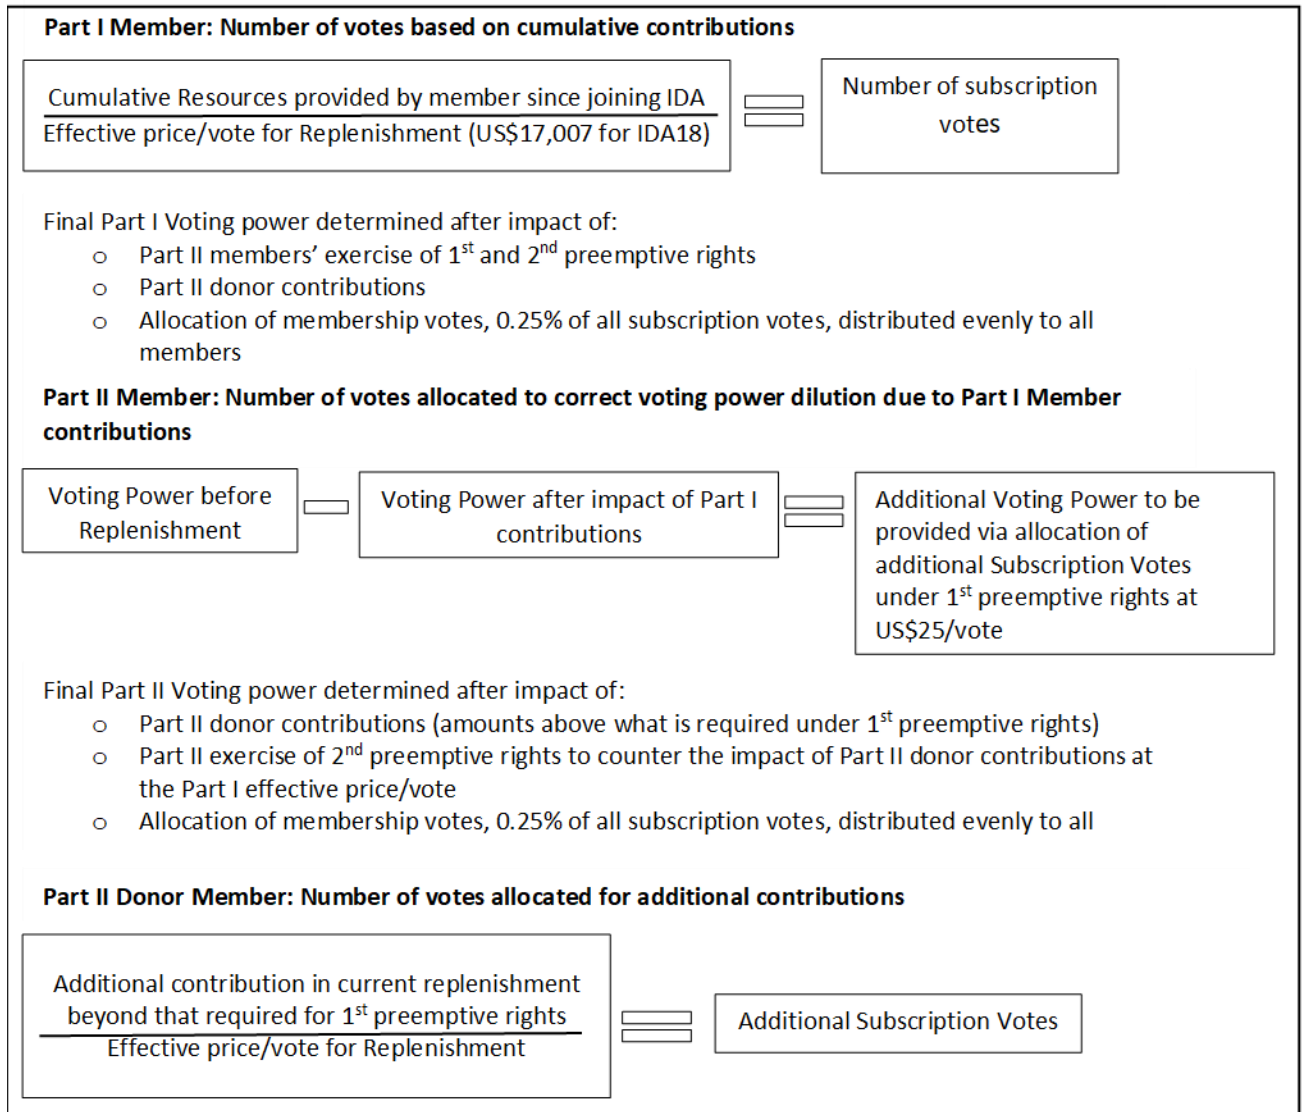 Part I Member: Number of votes based on cumulative contributions
Cumulative Resources provided by member since joining IDA
Effective price/vote for Replenishment (US$17,007 for IDA18)
Number of subscription
votes
Final Part I Voting power determined after impact of:
o Part II members’ exercise of 1st and 2nd preemptive rights
o Part II donor contributions
o Allocation of membership votes, 0.25% of all subscription votes, distributed evenly to all
members
Part II Member: Number of votes allocated to correct voting power dilution due to Part I Member
contributions
Voting Power before
Replenishment
Voting Power after impact of Part I
contributions
Additional Voting Power to be
provided via allocation of
additional Subscription Votes
under 1st preemptive rights at
US$25/vote
Final Part II Voting power determined after impact of:
o Part II donor contributions (amounts above what is required under 1st preemptive rights)
o Part II exercise of 2nd preemptive rights to counter the impact of Part II donor contributions at
the Part I effective price/vote
o Allocation of membership votes, 0.25% of all subscription votes, distributed evenly to all
Part II Donor Member: Number of votes allocated for additional contributions
Additional contribution in current replenishment
beyond that required for 1st preemptive rights
Effective price/vote for Replenishment
Additional Subscription Votes